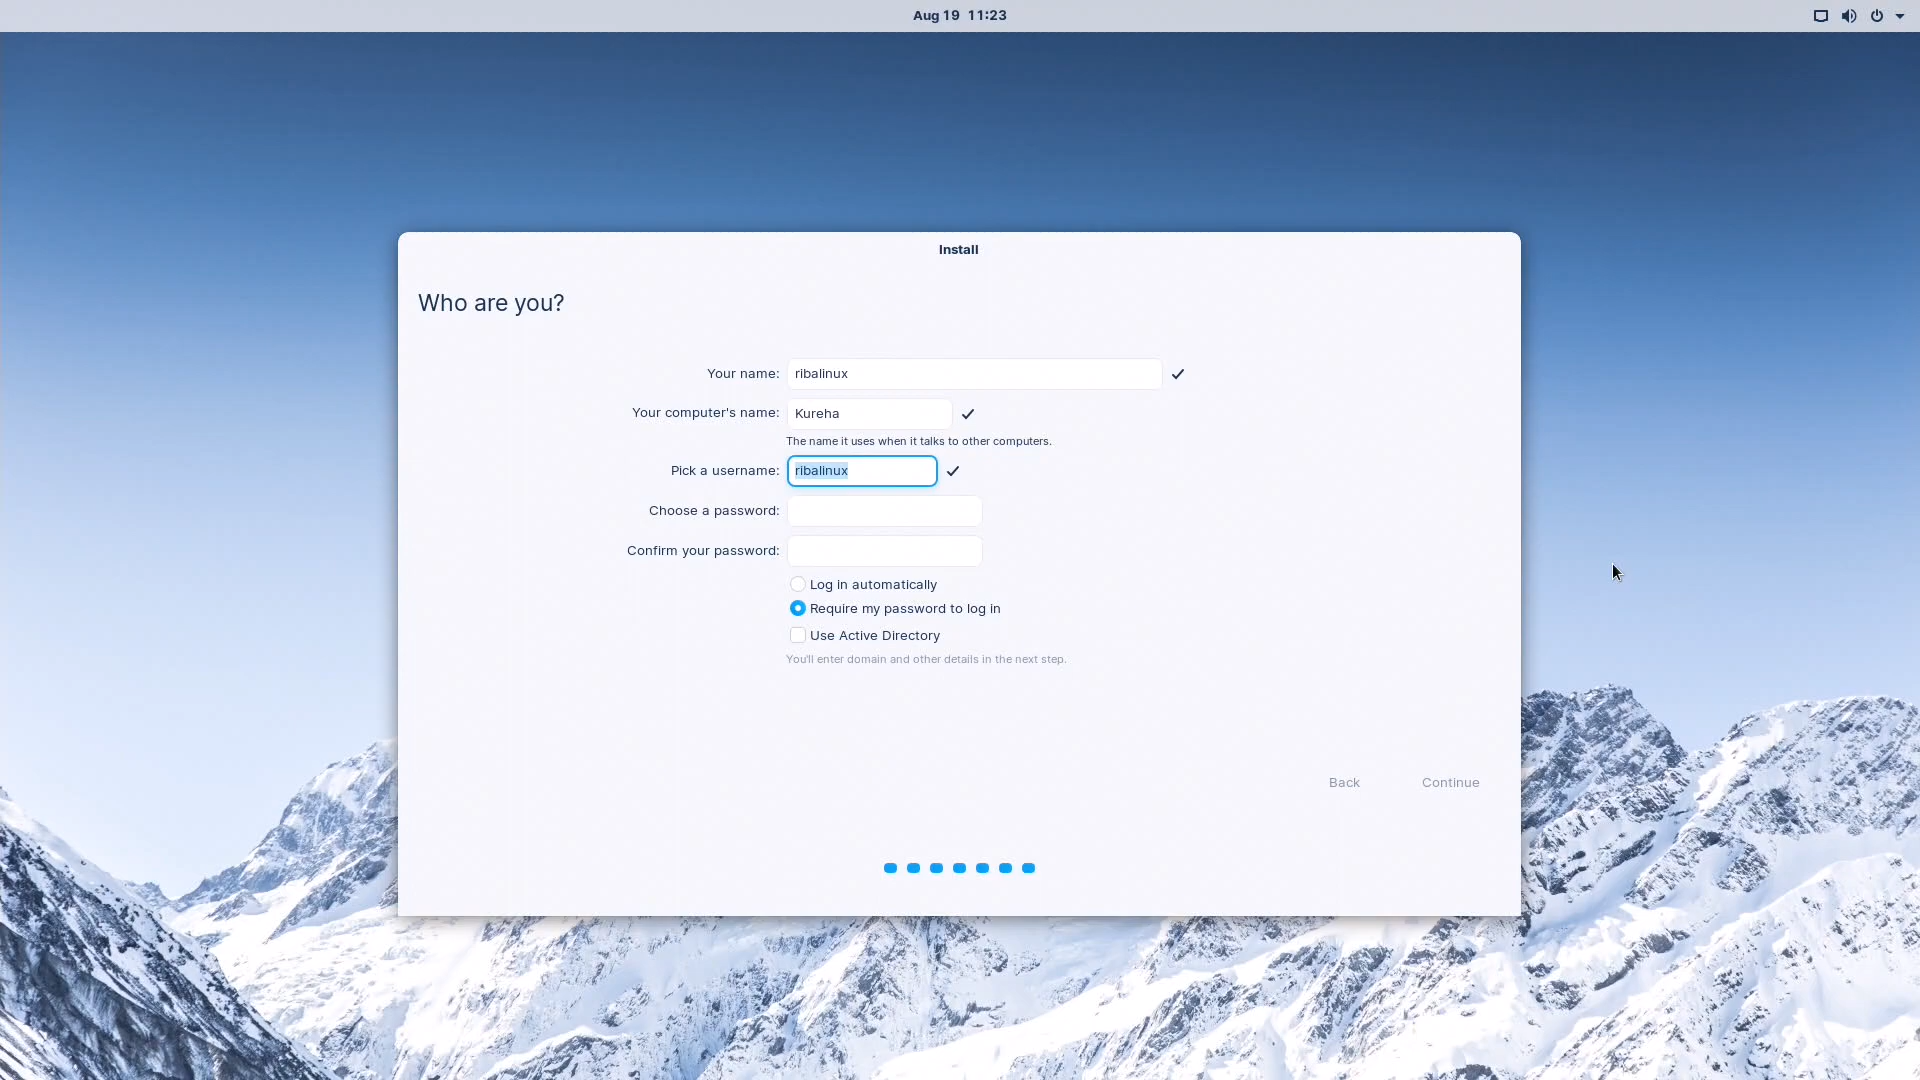 Aug 19 11:23
Install
Who are you?
Your name: ribalinux
Your computer's name: Kureha
The name it uses when it talks to other computers.
Pick a username: ribalinux
Choose a password:
Confirm your password:
Log in automatically
Require my password to log in
Use Active Directory
You'll enter domain and other details in the next step.
Back Continue